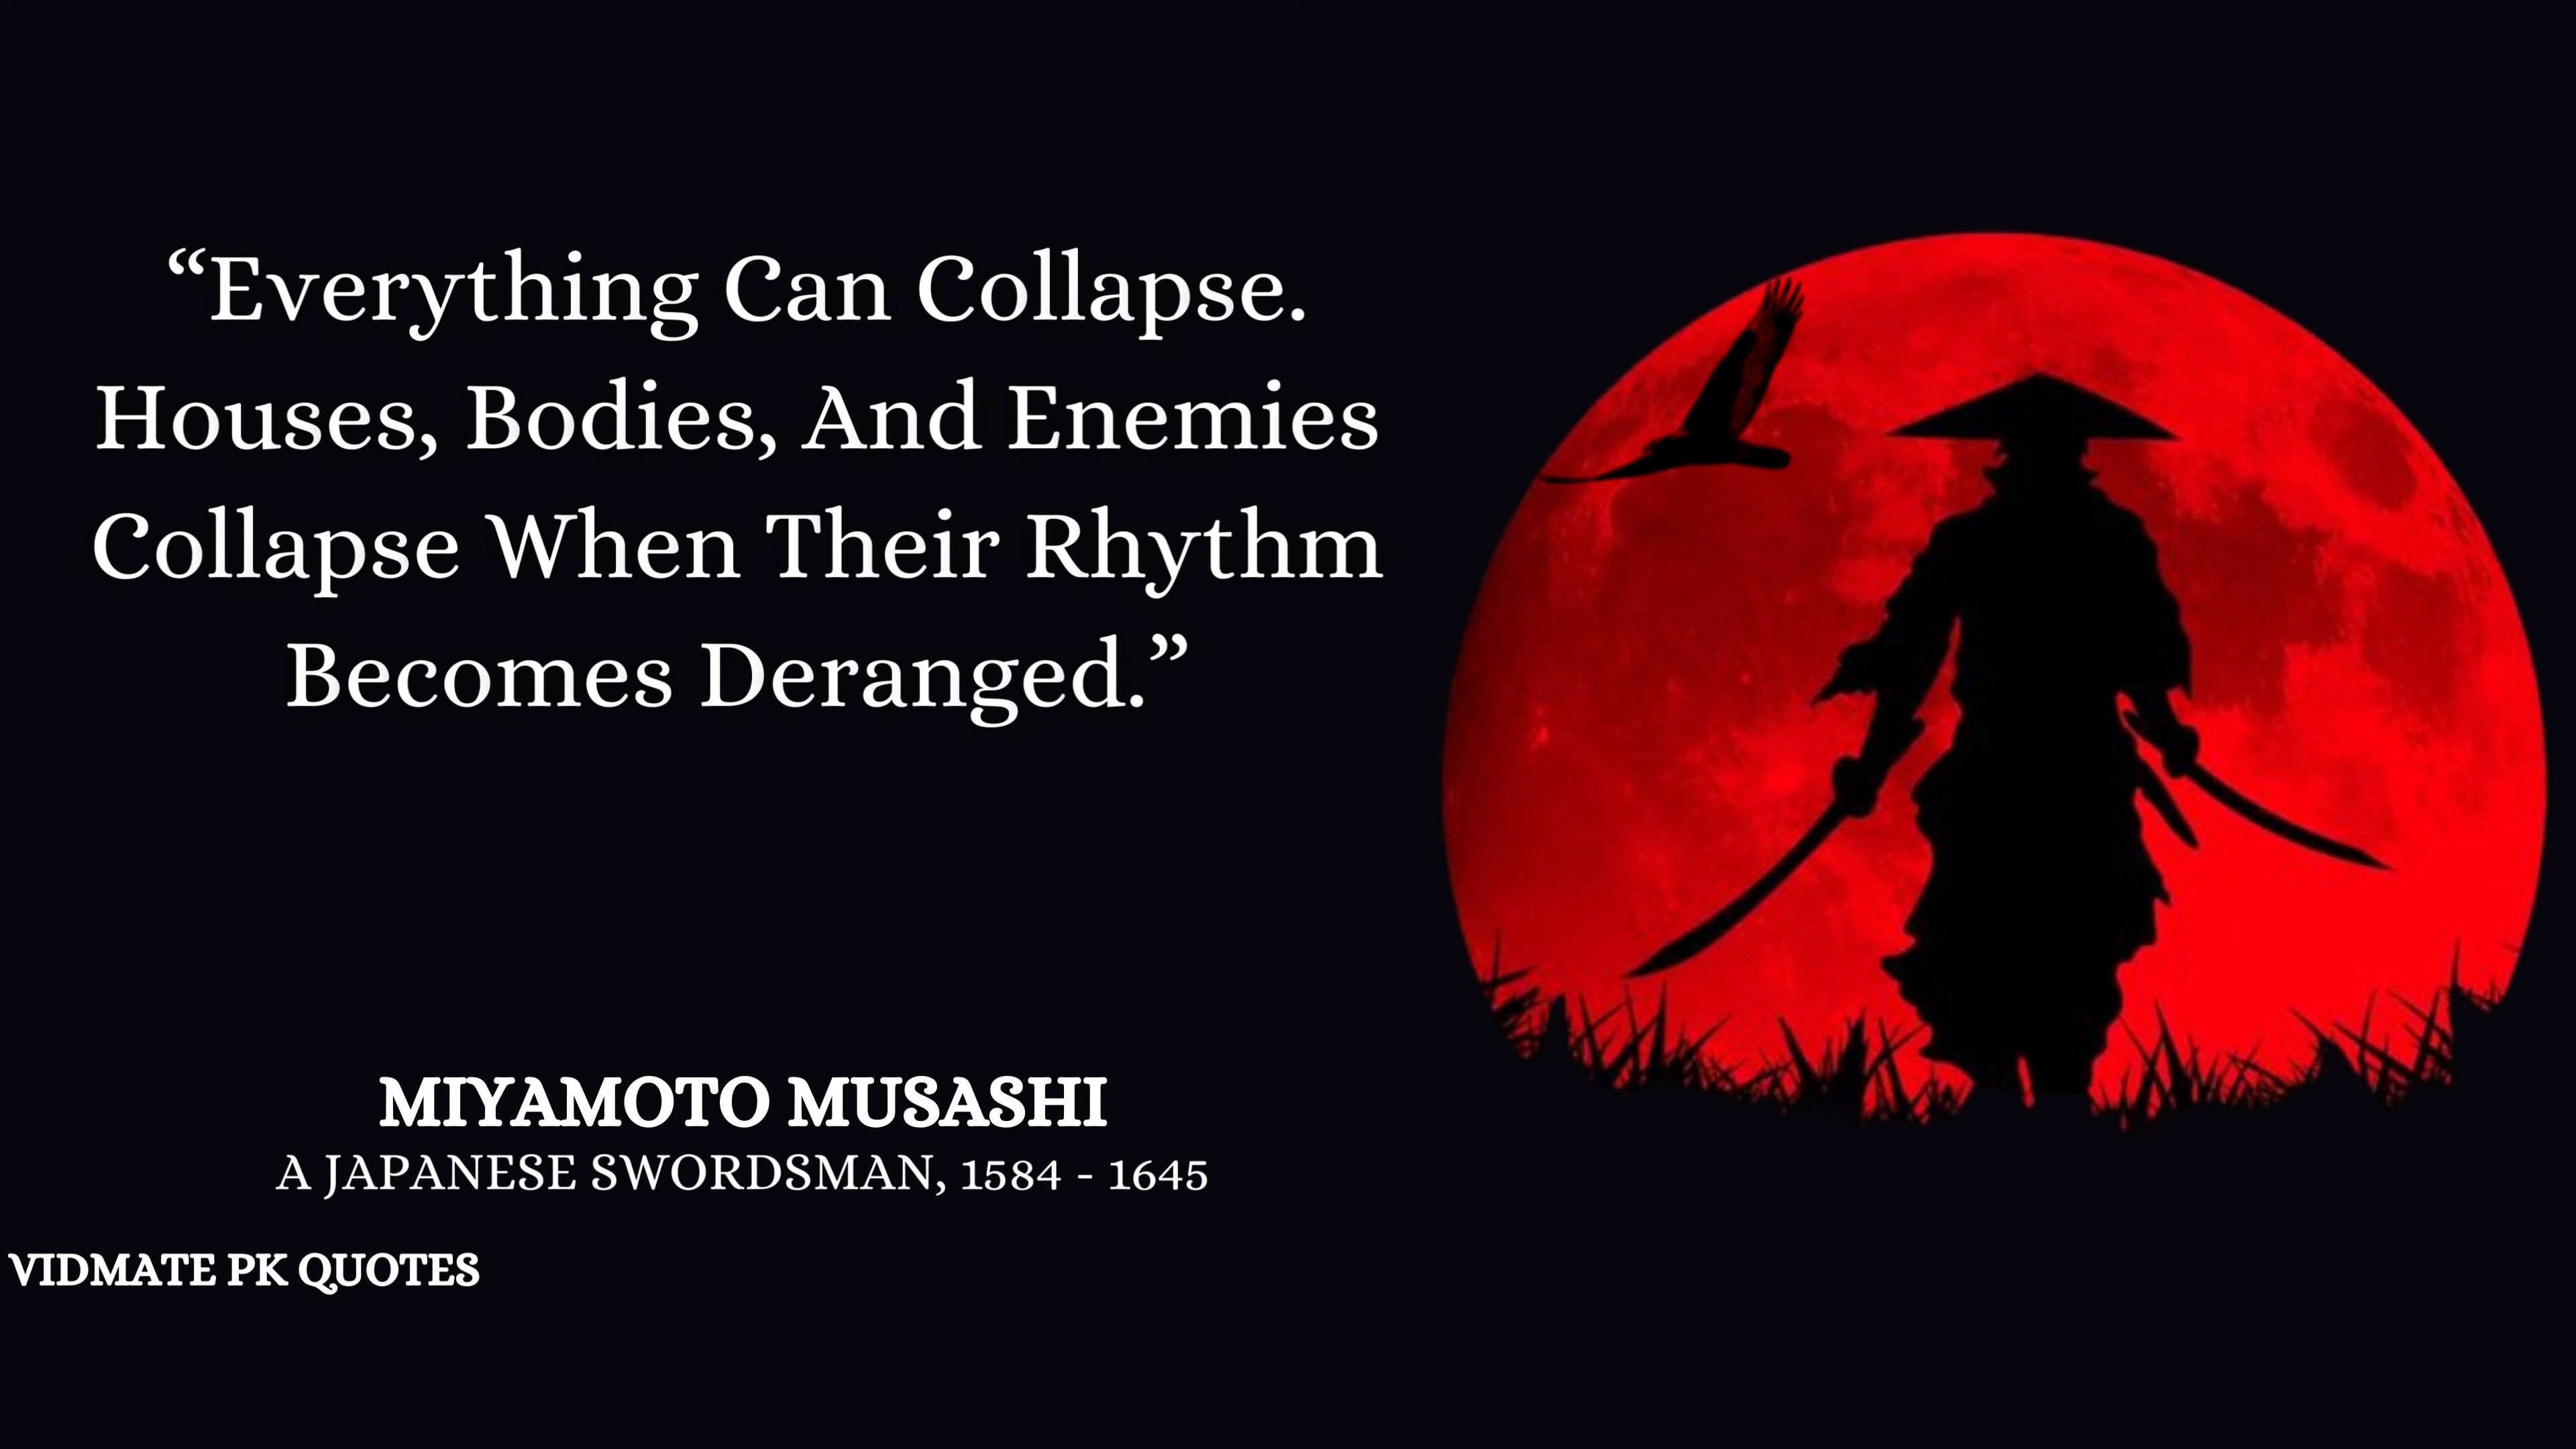 “Everything Can Collapse.
Houses, Bodies, And Enemies
Collapse When Their Rhythm
Becomes Deranged.”
MIYAMOTO MUSASHI
A JAPANESE SWORDSMAN, 1584 - 1645
VIDMATE PK QUOTES